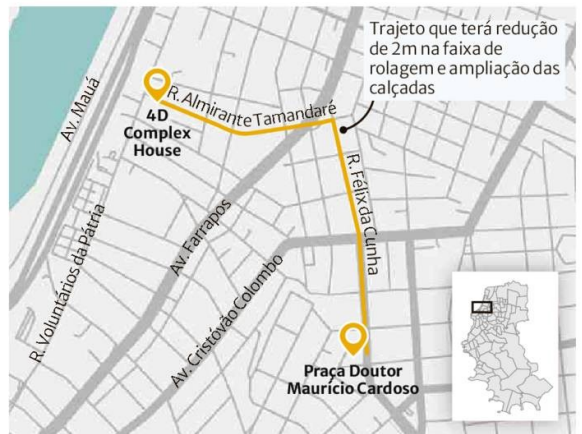 Trajeto que terá redução
de 2m na faixa de
rolagem e ampliação das
calçadas
Av. Mauá
4D
Complex
House
R. Almirante Tamandaré
R. Félix da Cunha
R. Voluntários da Pátria
Av. Farrapos
Av. Cristóvão Colombo
Praça Doutor
Maurício Cardoso